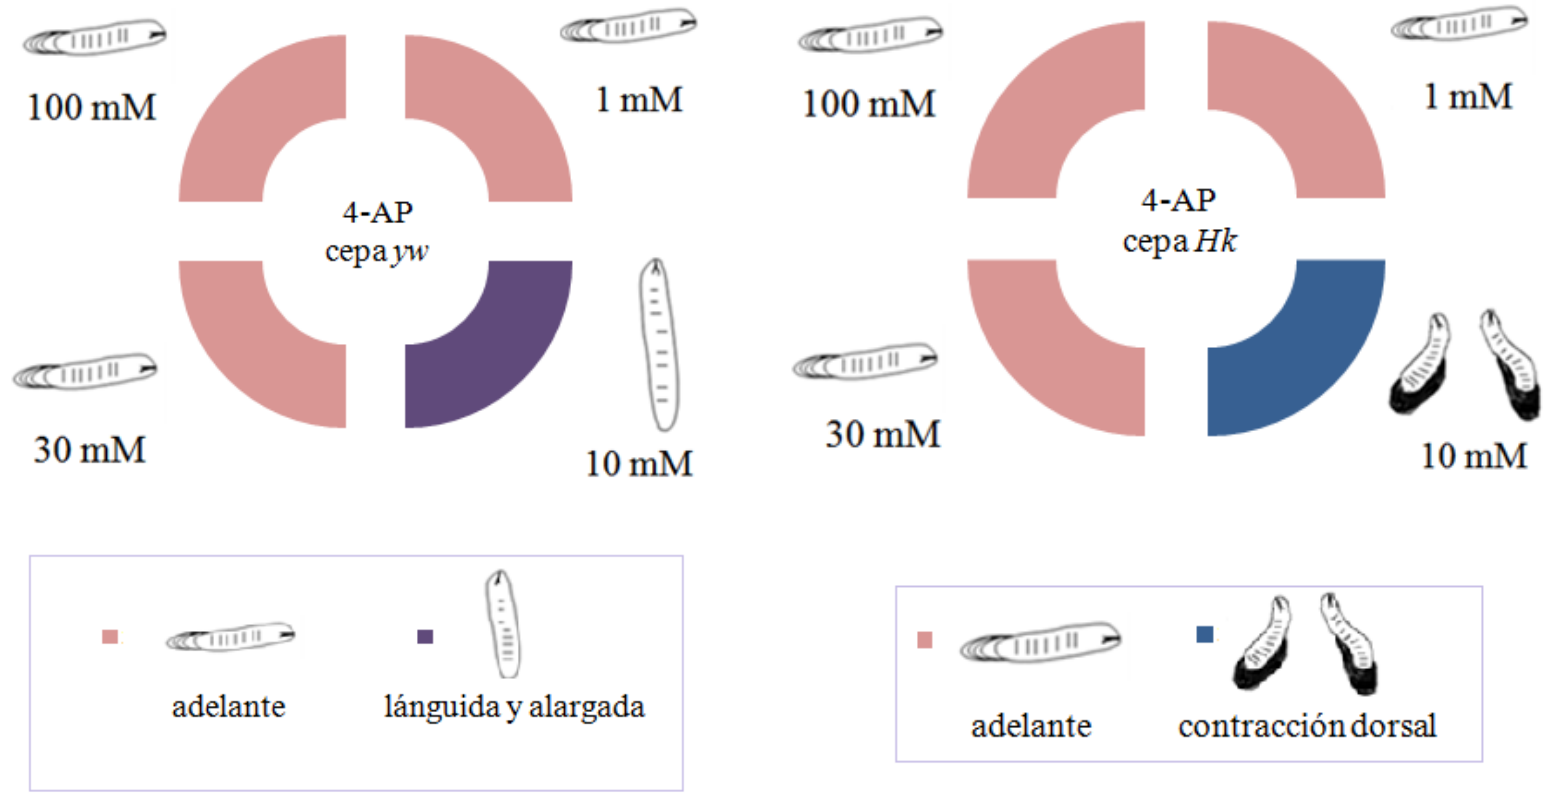 100 mM
1 mM
4-AP
cepa yw
30 mM
10 mM
adelante
lánguida y alargada
100 mM
1 mM
4-AP
cepa Hk
30 mM
10 mM
adelante
contracción dorsal